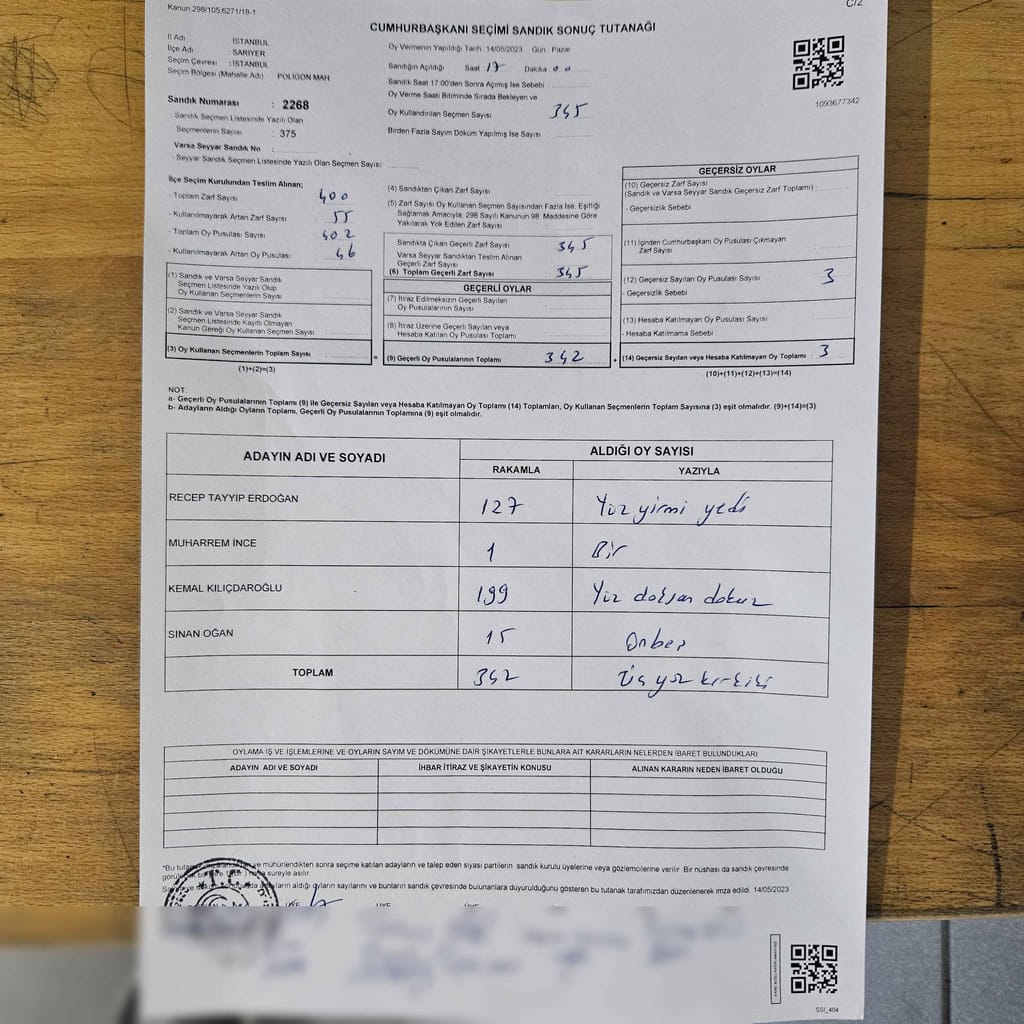 Kanun:298/105,6271/18-1
C/2
CUMHURBAŞKANI SEÇİMİ SANDIK SONUÇ TUTANAĞI
İl Adı : İSTANBUL
İlçe Adı : SARIYER
Seçim Çevresi : İSTANBUL
Seçim Bölgesi (Mahalle Adı) : POLİGON MAH
Sandık Numarası : 2268
- Sandık Seçmen Listesinde Yazılı Olan
Seçmenlerin Sayısı : 375
Varsa Seyyar Sandık No :
- Seyyar Sandık Seçmen Listesinde Yazılı Olan Seçmen Sayısı:
Oy Vermenin Yapıldığı Tarih: 14/05/2023 Gün : Pazar
Sandığın Açıldığı Saat : 17 Dakika : 00
Sandık Saat 17.00'den Sonra Açımış İse Sebebi :
Oy Verme Saati Bitiminde Sırada Bekleyen ve
Oy Kullandırılan Seçmen Sayısı : 345
Birden Fazla Sayım Döküm Yapılmış İse Sayısı :
1093677342
İlçe Seçim Kurulundan Teslim Alınan;
- Toplam Zarf Sayısı : 400
- Kullanılmayarak Artan Zarf Sayısı : 55
- Toplam Oy Pusulası Sayısı : 402
- Kullanılmayarak Artan Oy Pusulası : 46
(1) Sandık ve Varsa Seyyar Sandık
Seçmen Listesinde Yazılı Olup
Oy Kullanan Seçmenlerin Sayısı
(2) Sandık ve Varsa Seyyar Sandık
Seçmen Listesinde Kayıtlı Olmayan
Kanun Gereği Oy Kullanan Seçmen Sayısı
(3) Oy Kullanan Seçmenlerin Toplam Sayısı
(1)+(2)=(3)
=
(4) Sandıktan Çıkan Zarf Sayısı :
(5) Zarf Sayısı Oy Kullanan Seçmen Sayısından Fazla İse, Eşitliği
Sağlamak Amacıyla, 298 Sayılı Kanunun 98. Maddesine Göre
Yakılarak Yok Edilen Zarf Sayısı
Sandıkta Çıkan Geçerli Zarf Sayısı : 345
Varsa Seyyar Sandıktan Teslim Alınan
Geçerli Zarf Sayısı
(6) Toplam Geçerli Zarf Sayısı : 345
GEÇERLİ OYLAR
(7) İtiraz Edilmeksizin Geçerli Sayılan
Oy Pusulalarının Sayısı
(8) İtiraz Üzerine Geçerli Sayılan veya
Hesaba Katılan Oy Pusulası Toplamı
(9) Geçerli Oy Pusulalarının Toplamı : 342
+
GEÇERSİZ OYLAR
(10) Geçersiz Zarf Sayısı
(Sandık ve Varsa Seyyar Sandık Geçersiz Zarf Toplamı) :
- Geçersizlik Sebebi
(11) İçinden Cumhurbaşkanı Oy Pusulası Çıkmayan
Zarf Sayısı
(12) Geçersiz Sayılan Oy Pusulası Sayısı : 3
- Geçersizlik Sebebi
(13) Hesaba Katılmayan Oy Pusulası Sayısı :
- Hesaba Katılmama Sebebi :
(14) Geçersiz Sayılan veya Hesaba Katılmayan Oy Toplamı : 3
(10)+(11)+(12)+(13)=(14)
NOT:
a- Geçerli Oy Pusulalarının Toplamı (9) ile Geçersiz Sayılan veya Hesaba Katılmayan Oy Toplamı (14) Toplamları, Oy Kullanan Seçmenlerin Toplam Sayısına (3) eşit olmalıdır. (9)+(14)=(3)
b- Adayların Aldığı Oyların Toplamı, Geçerli Oy Pusulalarının Toplamına (9) eşit olmalıdır.
ADAYIN ADI VE SOYADI
ALDIĞI OY SAYISI
RAKAMLA YAZIYLA
RECEP TAYYIP ERDOĞAN 127 Yüz yirmi yedi
MUHARREM İNCE 1 Bir
KEMAL KILIÇDAROĞLU 199 Yüz doksan dokuz
SİNAN OĞAN 15 Onbeş
TOPLAM 342 Üç yüz kırkiki
OYLAMA İŞ VE İŞLEMLERİNE VE OYLARIN SAYIM VE DÖKÜMÜNE DAİR ŞİKAYETLERLE BUNLARA AİT KARARLARIN NELERDEN İBARET BULUNDUKLARI
ADAYIN ADI VE SOYADI İHBAR İTİRAZ VE ŞİKAYETİN KONUSU ALINAN KARARIN NEDEN İBARET OLDUĞU
*Bu ve mühürlendikten sonra seçime katılan adayların ve talep eden siyasi partilerin sandık kurulu üyelerine veya gözlemcilerine verilir. Bir nüshası da sandık çevresinde
süreyle asılır.
aldığı oyların sayılarını ve bunların sandık çevresinde bulunanlara duyurulduğunu gösteren bu tutanak tarafımızdan düzenlenerek imza edildi. 14/05/2023
ÜYE ÜYE
SSİ_404